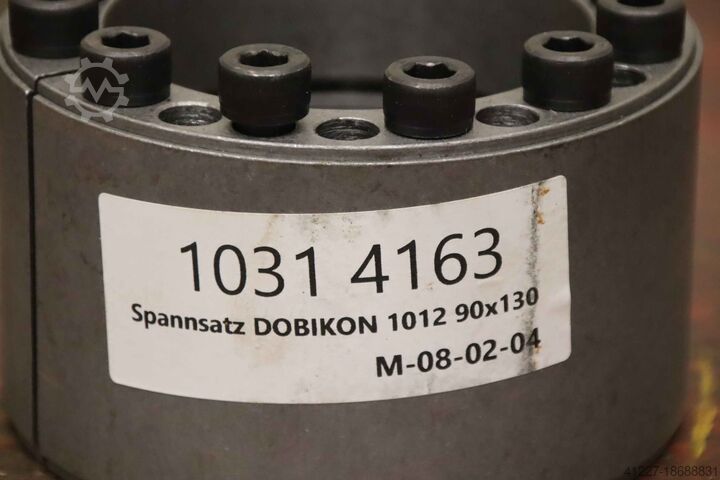 1031 4163
Spannsatz DOBIKON 1012 90x130
M-08-02-04
41227-18688831